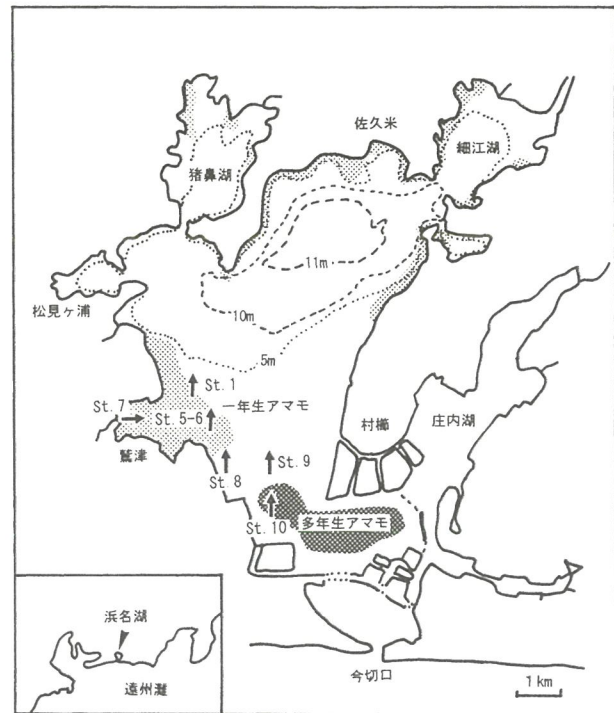 佐久米
細江湖
猪鼻湖
11m
松見ヶ浦
10m
5m
St. 1
St. 7
St. 5-6
一年生アマモ
村櫛
庄内湖
鷲津
St. 9
St. 8
St. 10
多年生アマモ
浜名湖
遠州灘
今切口
1 km